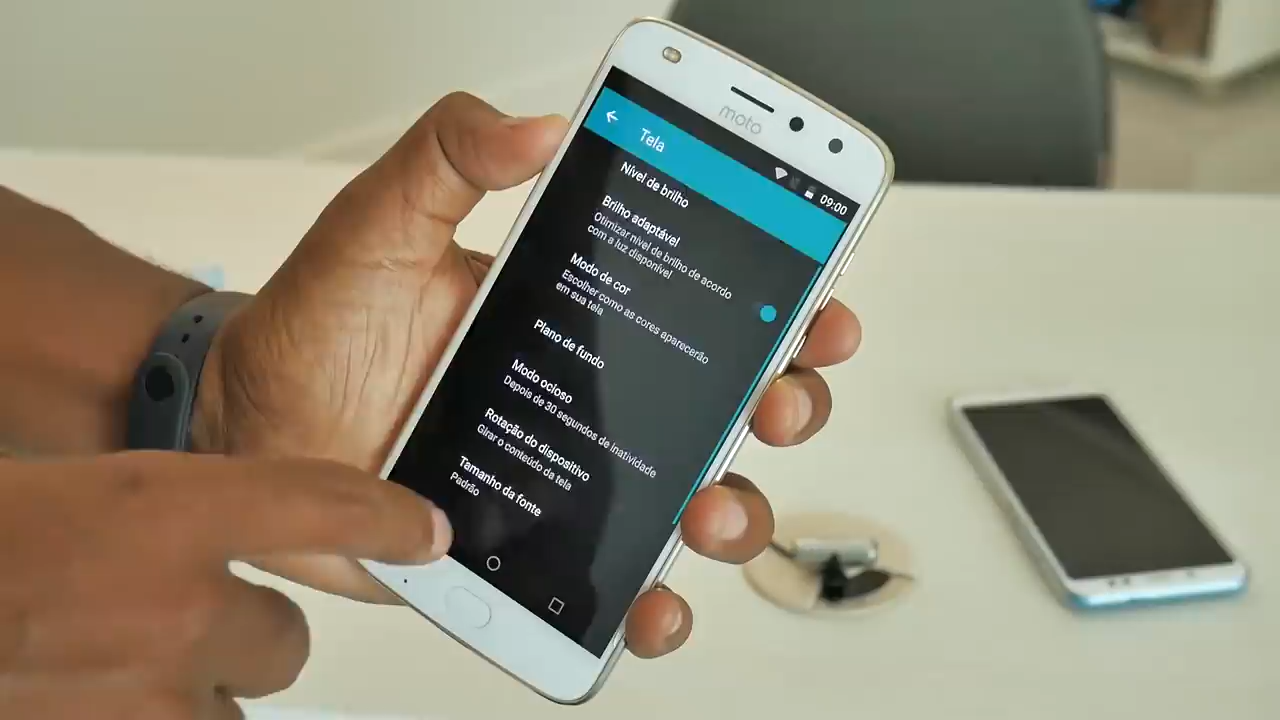 moto
09:00
Tela
Nível de brilho
Brilho adaptável
Otimizar nível de brilho de acordo
com a luz disponível
Modo de cor
Escolher como as cores aparecerão
em sua tela
Plano de fundo
Modo ocioso
Depois de 30 segundos de inatividade
Rotação do dispositivo
Girar o conteúdo da tela
Tamanho da fonte
Padrão